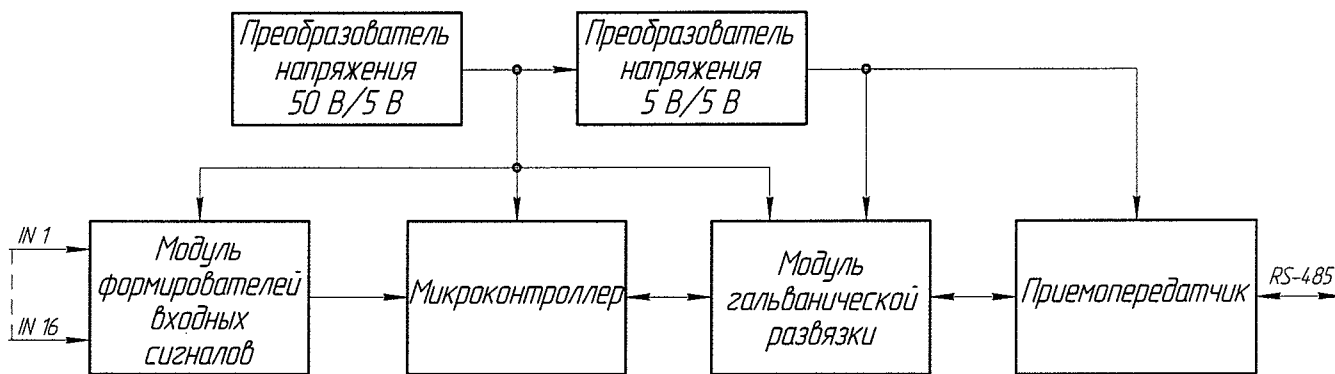 Преобразователь
напряжения
50 В/5 В
Преобразователь
напряжения
5 В/5 В
IN 1
IN 16
Модуль
формирователей
входных
сигналов
Микроконтроллер
Модуль
гальванической
развязки
Приемопередатчик
RS-485